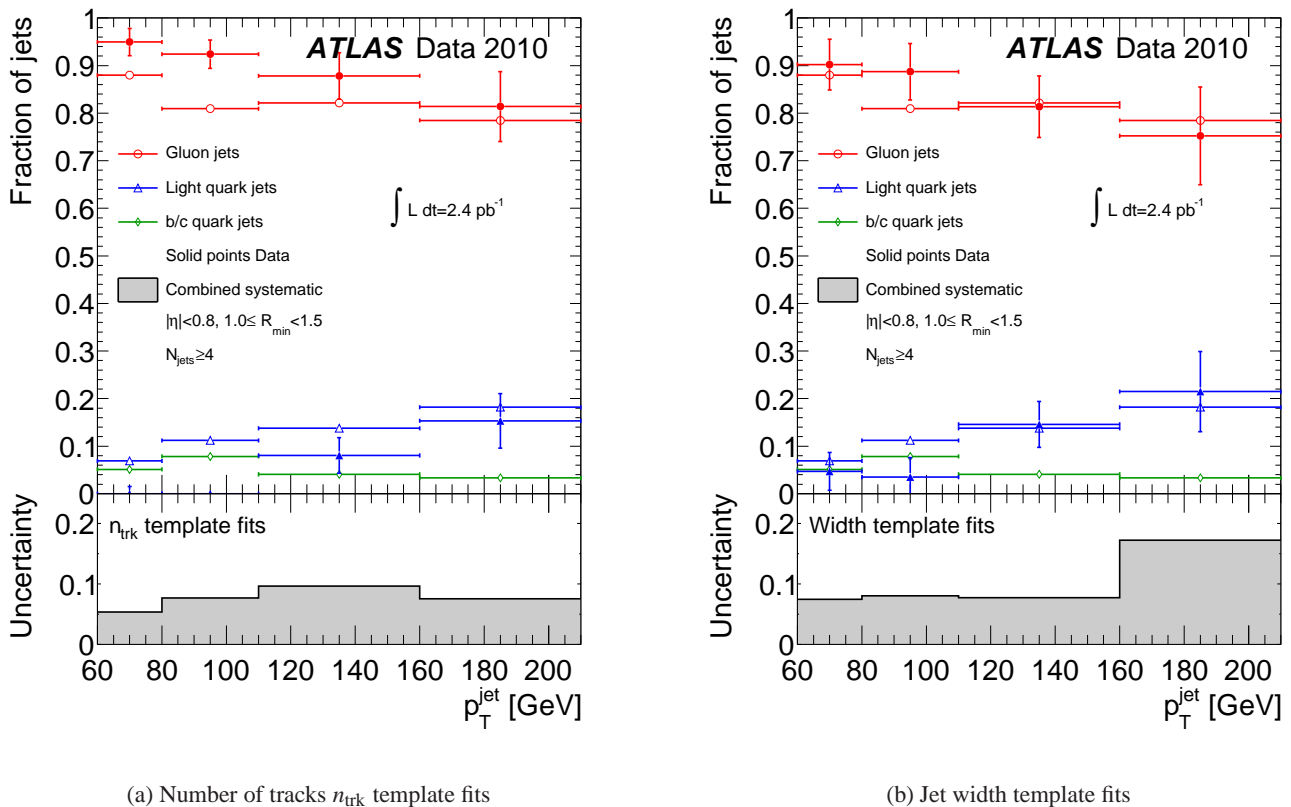 Fraction of jets
1
0.9
0.8
0.7
0.6
0.5
0.4
0.3
0.2
0.1
0
ATLAS Data 2010
Gluon jets
Light quark jets
∫ L dt=2.4 pb⁻¹
b/c quark jets
Solid points Data
Combined systematic
|η|<0.8, 1.0≤ R_min<1.5
N_jets≥4
Uncertainty
0.2
0.1
0
n_trk template fits
60 80 100 120 140 160 180 200
p_T^jet [GeV]
(a) Number of tracks n_trk template fits
Fraction of jets
1
0.9
0.8
0.7
0.6
0.5
0.4
0.3
0.2
0.1
0
ATLAS Data 2010
Gluon jets
Light quark jets
∫ L dt=2.4 pb⁻¹
b/c quark jets
Solid points Data
Combined systematic
|η|<0.8, 1.0≤ R_min<1.5
N_jets≥4
Uncertainty
0.2
0.1
0
Width template fits
60 80 100 120 140 160 180 200
p_T^jet [GeV]
(b) Jet width template fits